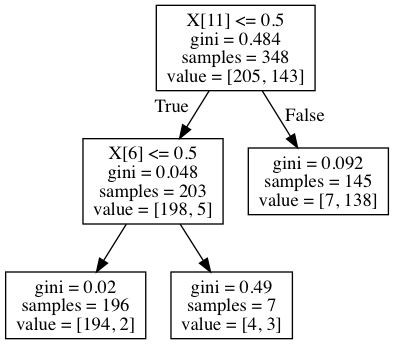 X[11] <= 0.5
gini = 0.484
samples = 348
value = [205, 143]
True
False
X[6] <= 0.5
gini = 0.048
samples = 203
value = [198, 5]
gini = 0.092
samples = 145
value = [7, 138]
gini = 0.02
samples = 196
value = [194, 2]
gini = 0.49
samples = 7
value = [4, 3]